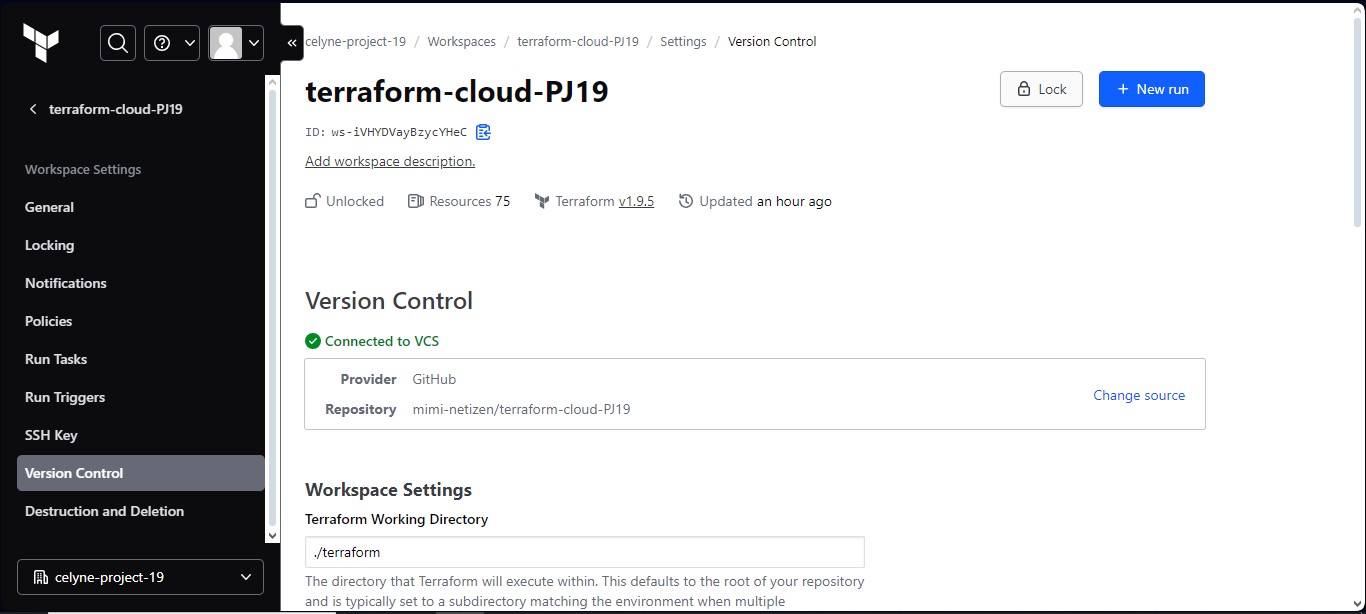 celyne-project-19 / Workspaces / terraform-cloud-PJ19 / Settings / Version Control
terraform-cloud-PJ19
terraform-cloud-PJ19
Lock
+ New run
ID: ws-iVHYDVayBzycYHeC
Add workspace description.
Unlocked Resources 75 Terraform v1.9.5 Updated an hour ago
Workspace Settings
General
Locking
Notifications
Policies
Run Tasks
Run Triggers
SSH Key
Version Control
Destruction and Deletion
celyne-project-19
Version Control
Connected to VCS
Provider GitHub
Repository mimi-netizen/terraform-cloud-PJ19
Change source
Workspace Settings
Terraform Working Directory
./terraform
The directory that Terraform will execute within. This defaults to the root of your repository
and is typically set to a subdirectory matching the environment when multiple